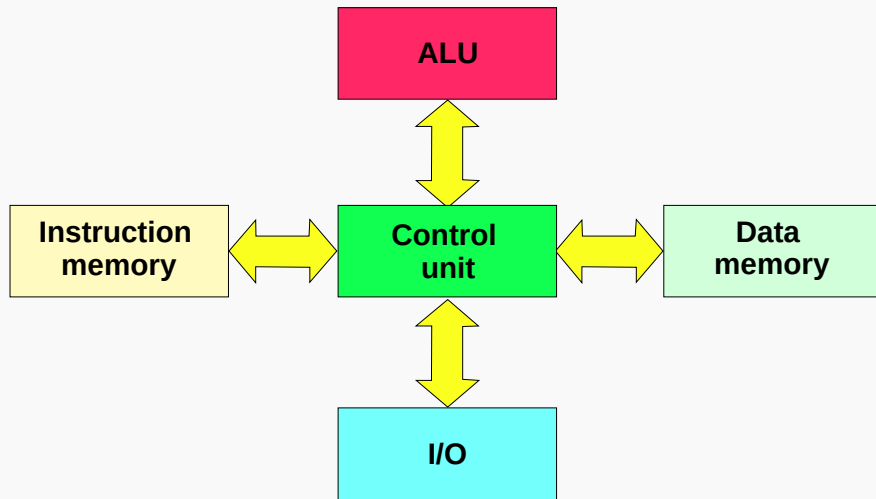 ALU
Instruction
memory
Control
unit
Data
memory
I/O